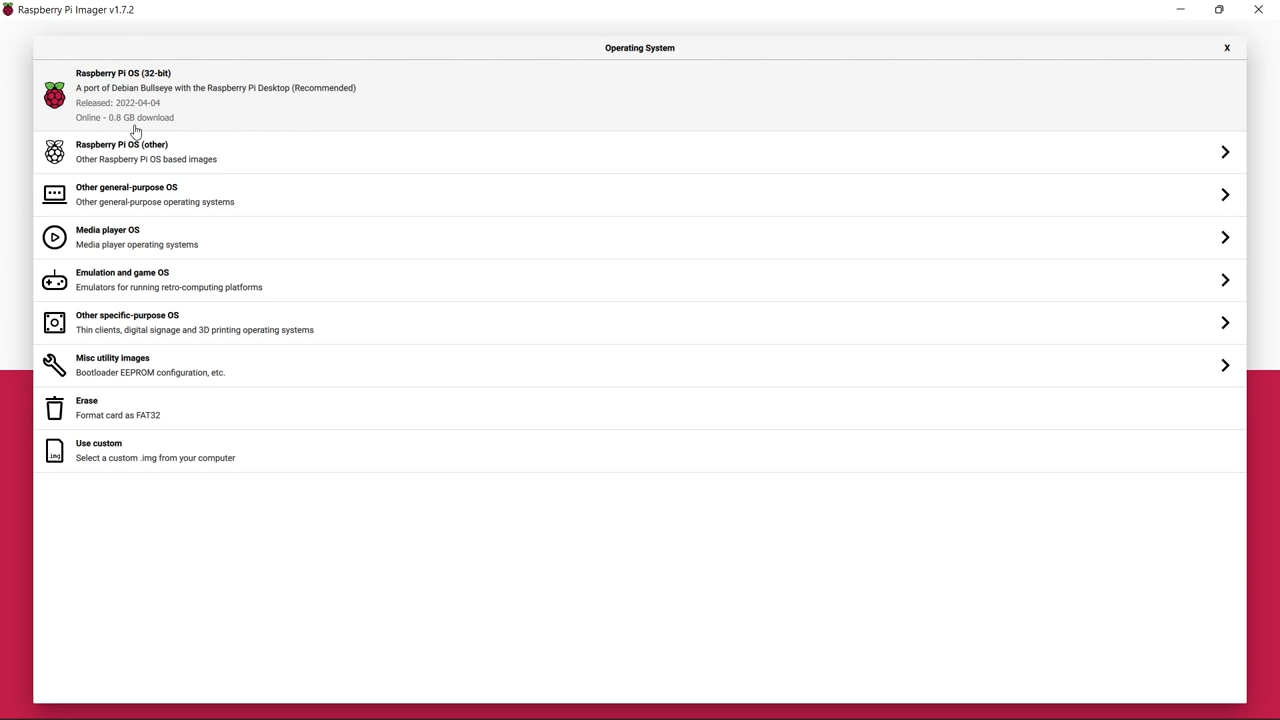 Raspberry Pi Imager v1.7.2
Operating System
X
Raspberry Pi OS (32-bit)
A port of Debian Bullseye with the Raspberry Pi Desktop (Recommended)
Released: 2022-04-04
Online - 0.8 GB download
Raspberry Pi OS (other)
Other Raspberry Pi OS based images
Other general-purpose OS
Other general-purpose operating systems
Media player OS
Media player operating systems
Emulation and game OS
Emulators for running retro-computing platforms
Other specific-purpose OS
Thin clients, digital signage and 3D printing operating systems
Misc utility images
Bootloader EEPROM configuration, etc.
Erase
Format card as FAT32
Use custom
.img
Select a custom .img from your computer